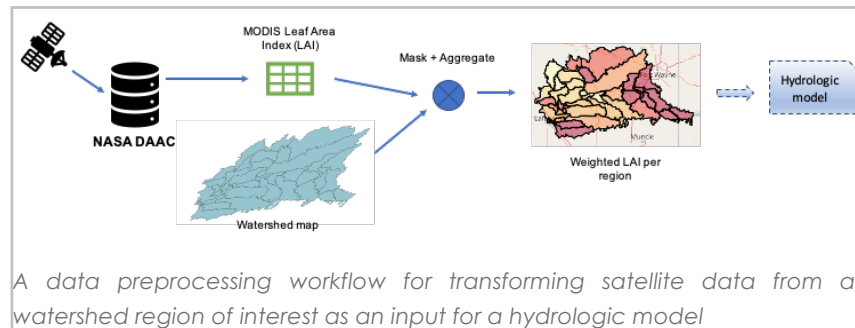 MODIS Leaf Area
Index (LAI)
Mask + Aggregate
NASA DAAC
Wayne
Muncie
Hydrologic
model
Watershed map
Weighted LAI per
region
A data preprocessing workflow for transforming satellite data from a
watershed region of interest as an input for a hydrologic model